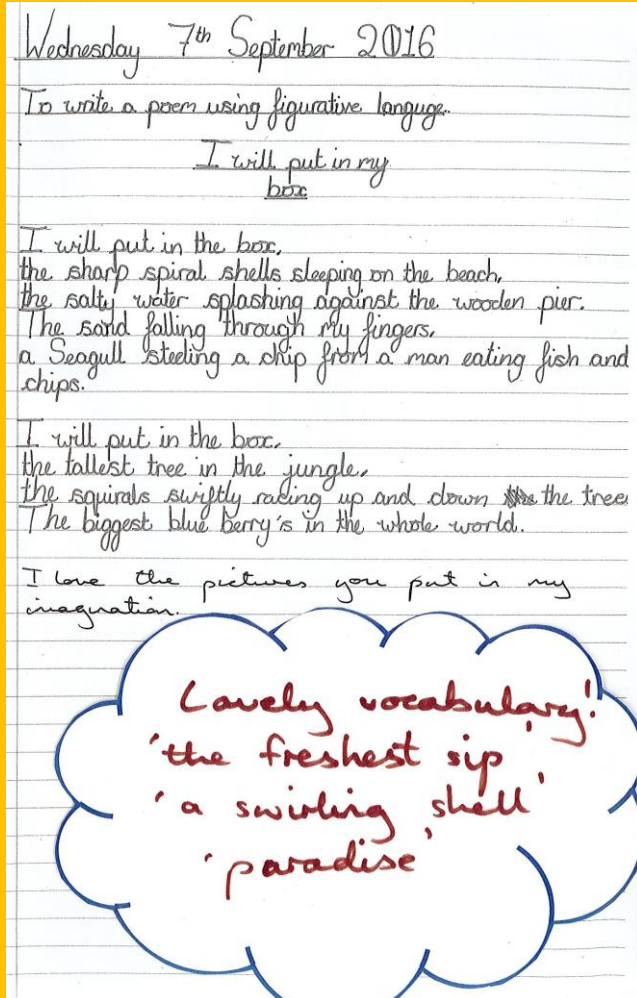 Wednesday 7th September 2016
To write a poem using figurative languge.
I will put in my
box
I will put in the box,
the sharp spiral shells sleeping on the beach,
the salty water splashing against the wooden pier.
The sand falling through my fingers,
a Seagull steeling a chip from a man eating fish and
chips.
I will put in the box,
the tallest tree in the jungle,
the squirals swiftly racing up and down the tree
The biggest blue berry's in the whole world.
I love the pictures you put in my
imagination.
Lovely vocabulary!
'the freshest sip'
'a swirling shell'
'paradise'